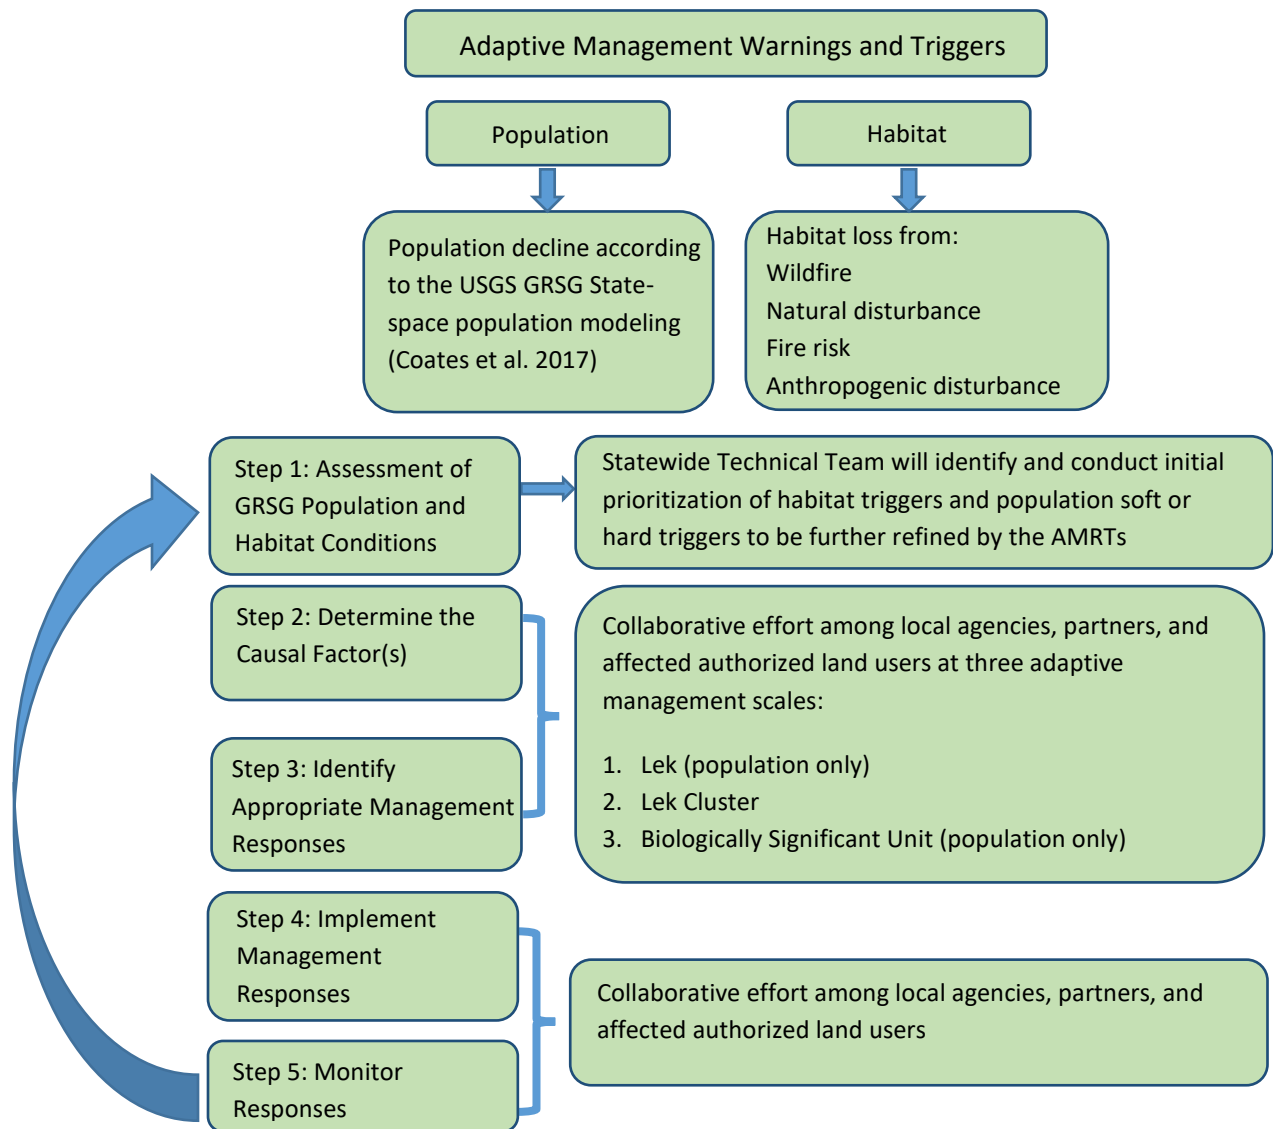 Adaptive Management Warnings and Triggers
Population
Habitat
Population decline according
to the USGS GRSG State-
space population modeling
(Coates et al. 2017)
Habitat loss from:
Wildfire
Natural disturbance
Fire risk
Anthropogenic disturbance
Step 1: Assessment of
GRSG Population and
Habitat Conditions
Statewide Technical Team will identify and conduct initial
prioritization of habitat triggers and population soft or
hard triggers to be further refined by the AMRTs
Step 2: Determine the
Causal Factor(s)
Step 3: Identify
Appropriate Management
Responses
Collaborative effort among local agencies, partners, and
affected authorized land users at three adaptive
management scales:
1. Lek (population only)
2. Lek Cluster
3. Biologically Significant Unit (population only)
Step 4: Implement
Management
Responses
Step 5: Monitor
Responses
Collaborative effort among local agencies, partners, and
affected authorized land users